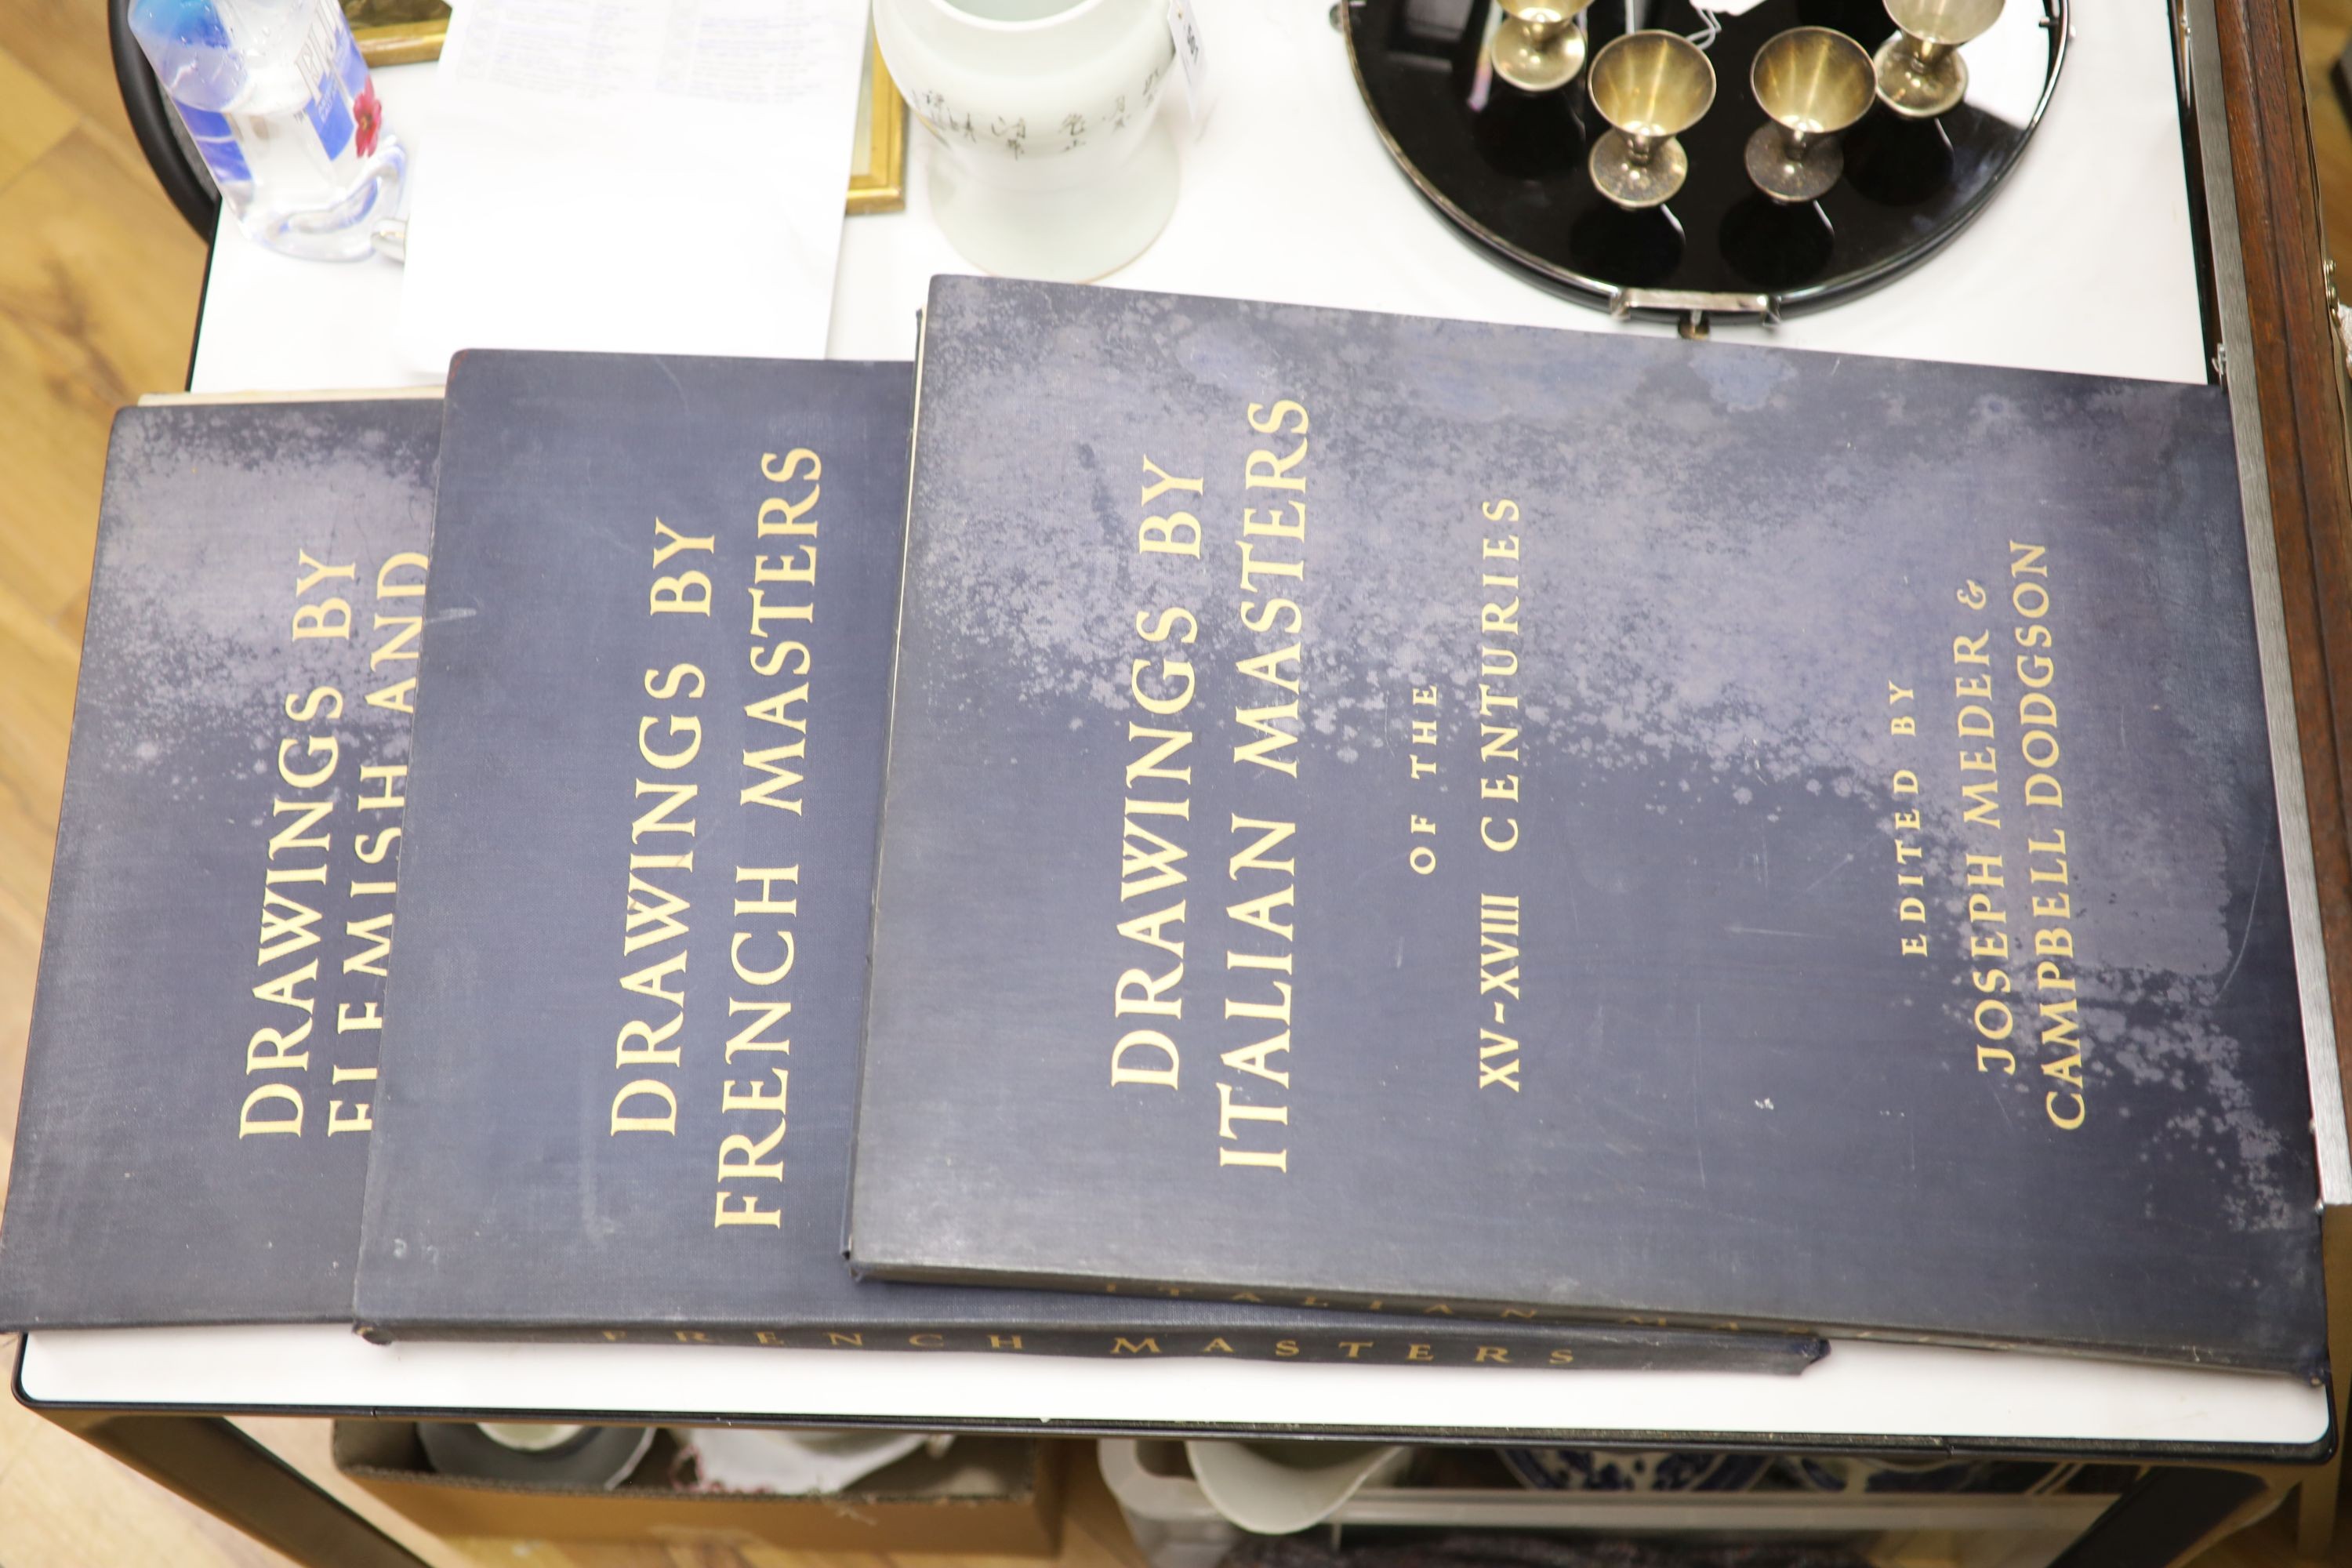 DRAWINGS BY
FLEMISH AND
DRAWINGS BY
FRENCH MASTERS
FRENCH MASTERS
DRAWINGS BY
ITALIAN MASTERS
OF THE
XV~XVIII CENTURIES
EDITED BY
JOSEPH MEDER &
CAMPBELL DODGSON
ITALIAN